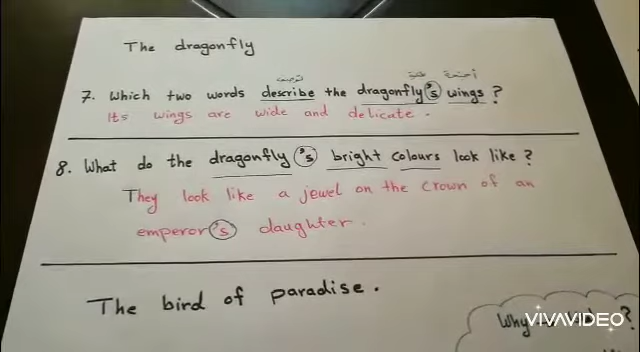 The dragonfly
أجنحة
7. Which two words describe the dragonfly's wings?
Its wings are wide and delicate.
8. What do the dragonfly's bright colours look like?
They look like a jewel on the crown of an
emperor's daughter.
The bird of paradise.
Why ?
VIVAVIDEO